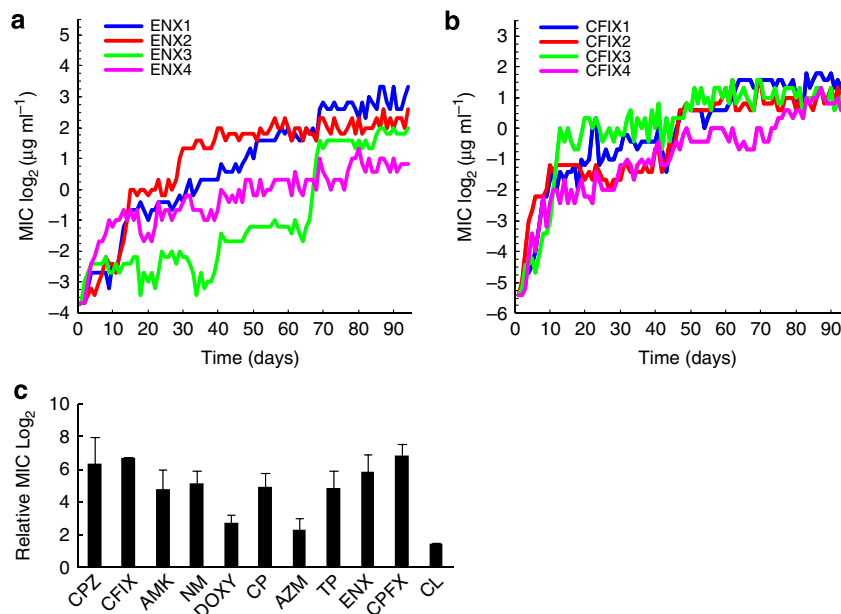 a
ENX1
ENX2
ENX3
ENX4
MIC log2 (µg ml−1)
5
4
3
2
1
0
−1
−2
−3
−4
0 10 20 30 40 50 60 70 80 90
Time (days)
b
CFIX1
CFIX2
CFIX3
CFIX4
MIC log2 (µg ml−1)
3
2
1
0
−1
−2
−3
−4
−5
−6
0 10 20 30 40 50 60 70 80 90
Time (days)
c
Relative MIC Log2
10
8
6
4
2
0
CPZ CFIX AMK NM DOXY CP AZM TP ENX CPFX CL